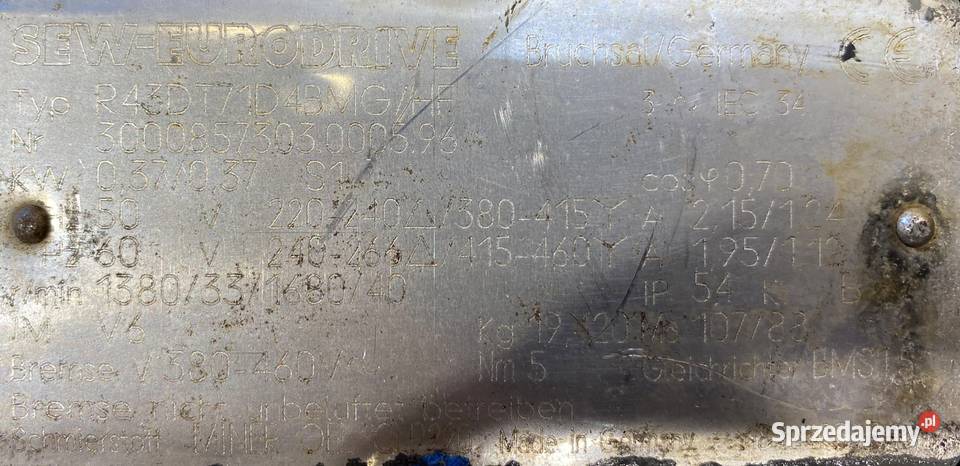 SEW-EURODRIVE Bruchsal/Germany CE
Typ R43DT71D4BMG/HF 3~ IEC 34
Nr 3000857303.0005.96
KW 0,37/0,37 S1 cosφ 0,70
50 V 220-240Δ/380-415Y A 2,15/1,24
60 V 240-266Δ/415-460Y A 1,95/1,12
r/min 1380/33/1680/40 IP 54 Kl
IM V6 Kg Nm 107/88
Bremse V 380-460 Nm 5 Gleichrichter BMS1,5
Bremse nicht unbelüftet betreiben
Schmierstoff Made in Germany
Sprzedajemy.pl